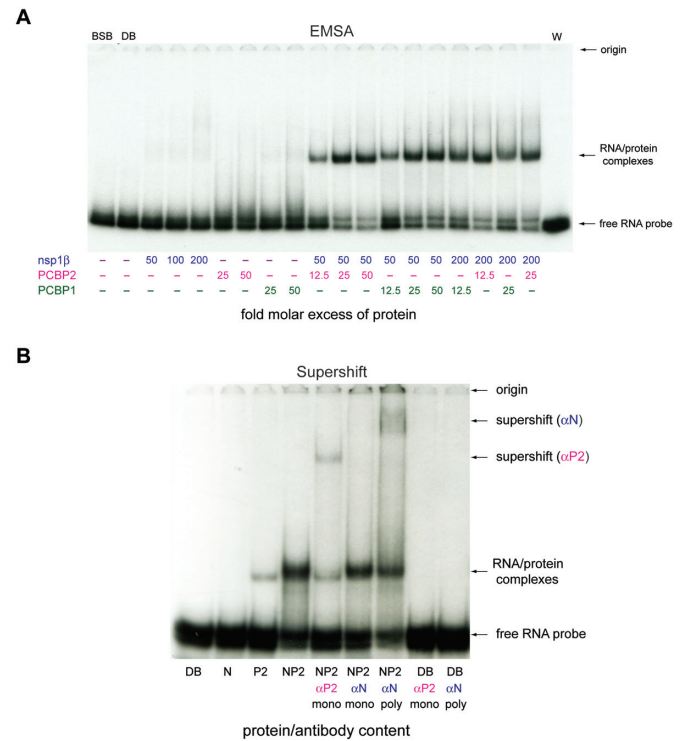 A
EMSA
BSB DB W
origin
RNA/protein
complexes
free RNA probe
nsp1β – – 50 100 200 – – – – 50 50 50 50 50 50 200 200 200 200
PCBP2 – – – – – 25 50 – – 12.5 25 50 – – – – 12.5 – 25
PCBP1 – – – – – – – 25 50 – – – 12.5 25 50 12.5 – 25 –
fold molar excess of protein
B
Supershift
origin
supershift (αN)
supershift (αP2)
RNA/protein
complexes
free RNA probe
DB N P2 NP2 NP2 NP2 NP2 DB DB
αP2 αN αN αP2 αN
mono mono poly mono poly
protein/antibody content